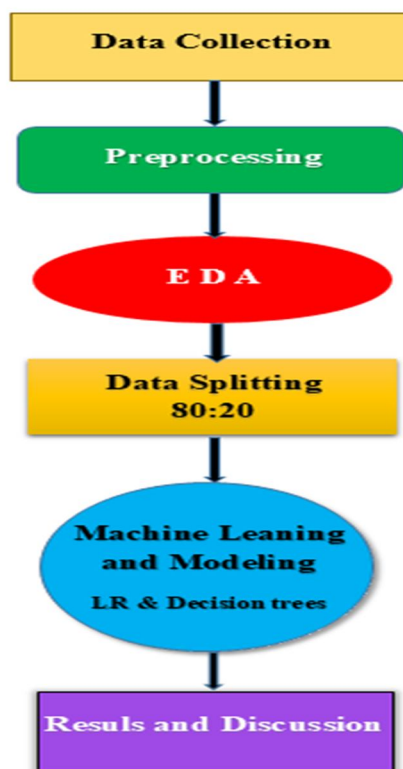 Data Collection
Preprocessing
E D A
Data Splitting
80:20
Machine Leaning
and Modeling
LR & Decision trees
Resuls and Discussion